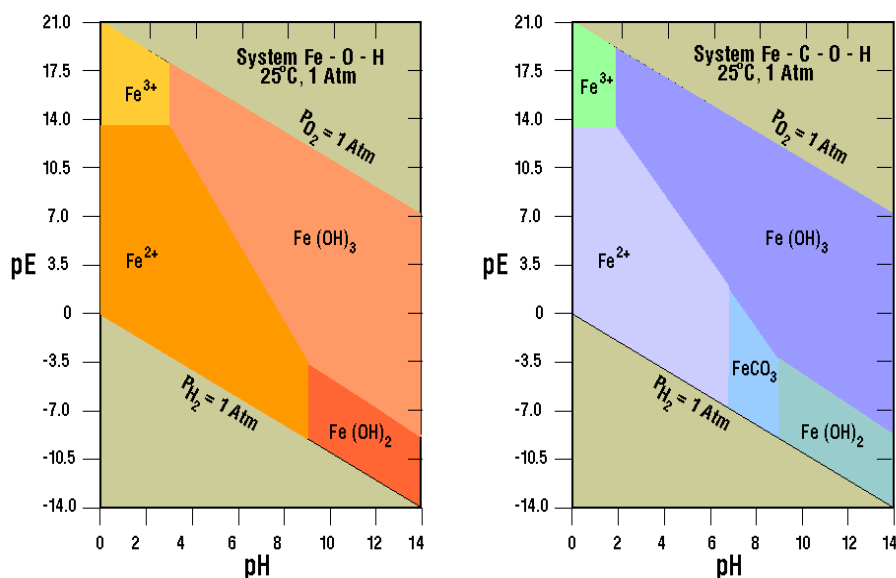 System Fe - O - H
25°C, 1 Atm
P_O2 = 1 Atm
Fe3+
Fe2+
Fe (OH)3
Fe (OH)2
P_H2 = 1 Atm
pE
21.0
17.5
14.0
10.5
7.0
3.5
0
-3.5
-7.0
-10.5
-14.0
0 2 4 6 8 10 12 14
pH
System Fe - C - O - H
25°C, 1 Atm
P_O2 = 1 Atm
Fe3+
Fe2+
Fe (OH)3
FeCO3
Fe (OH)2
P_H2 = 1 Atm
pE
21.0
17.5
14.0
10.5
7.0
3.5
0
-3.5
-7.0
-10.5
-14.0
0 2 4 6 8 10 12 14
pH